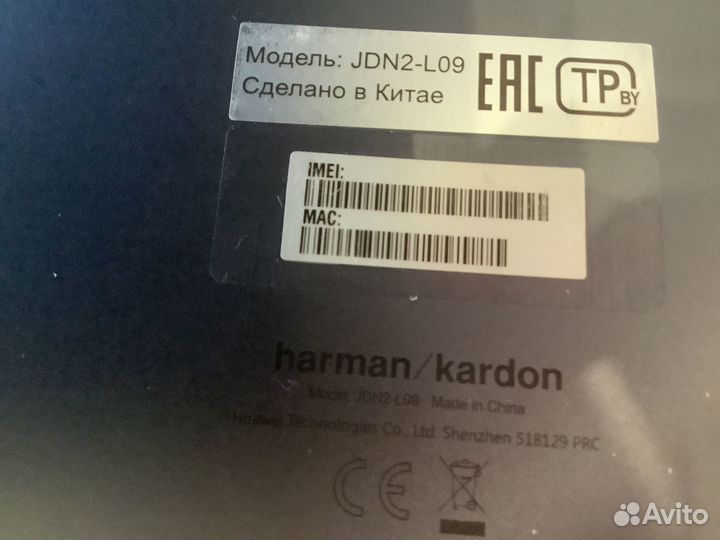 Модель: JDN2-L09
Сделано в Китае
EAC
TP BY
IMEI:
MAC:
harman/kardon
Model: JDN2-L09 Made in China
Huawei Technologies Co., Ltd. Shenzhen 518129 PRC
CE
Avito